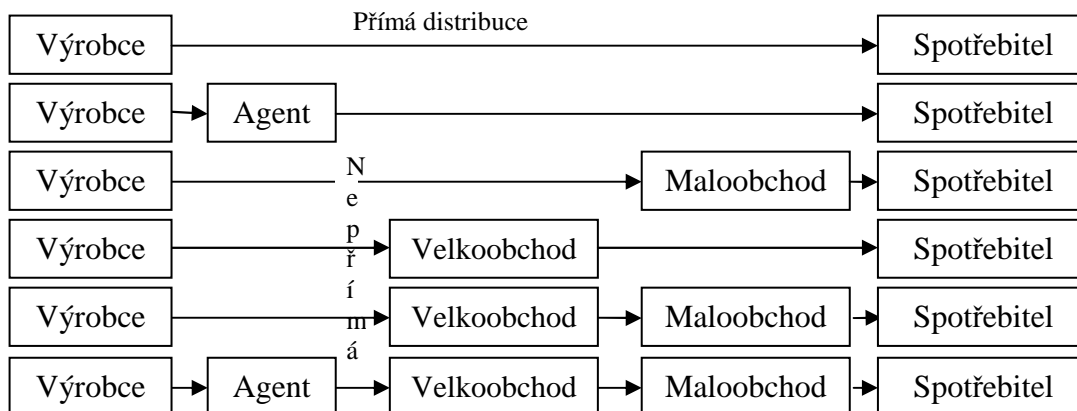 Přímá distribuce
Výrobce Spotřebitel
Výrobce Agent Spotřebitel
Výrobce Maloobchod Spotřebitel
Výrobce Velkoobchod Spotřebitel
Výrobce Velkoobchod Maloobchod Spotřebitel
Výrobce Agent Velkoobchod Maloobchod Spotřebitel
N
e
p
ř
í
m
á